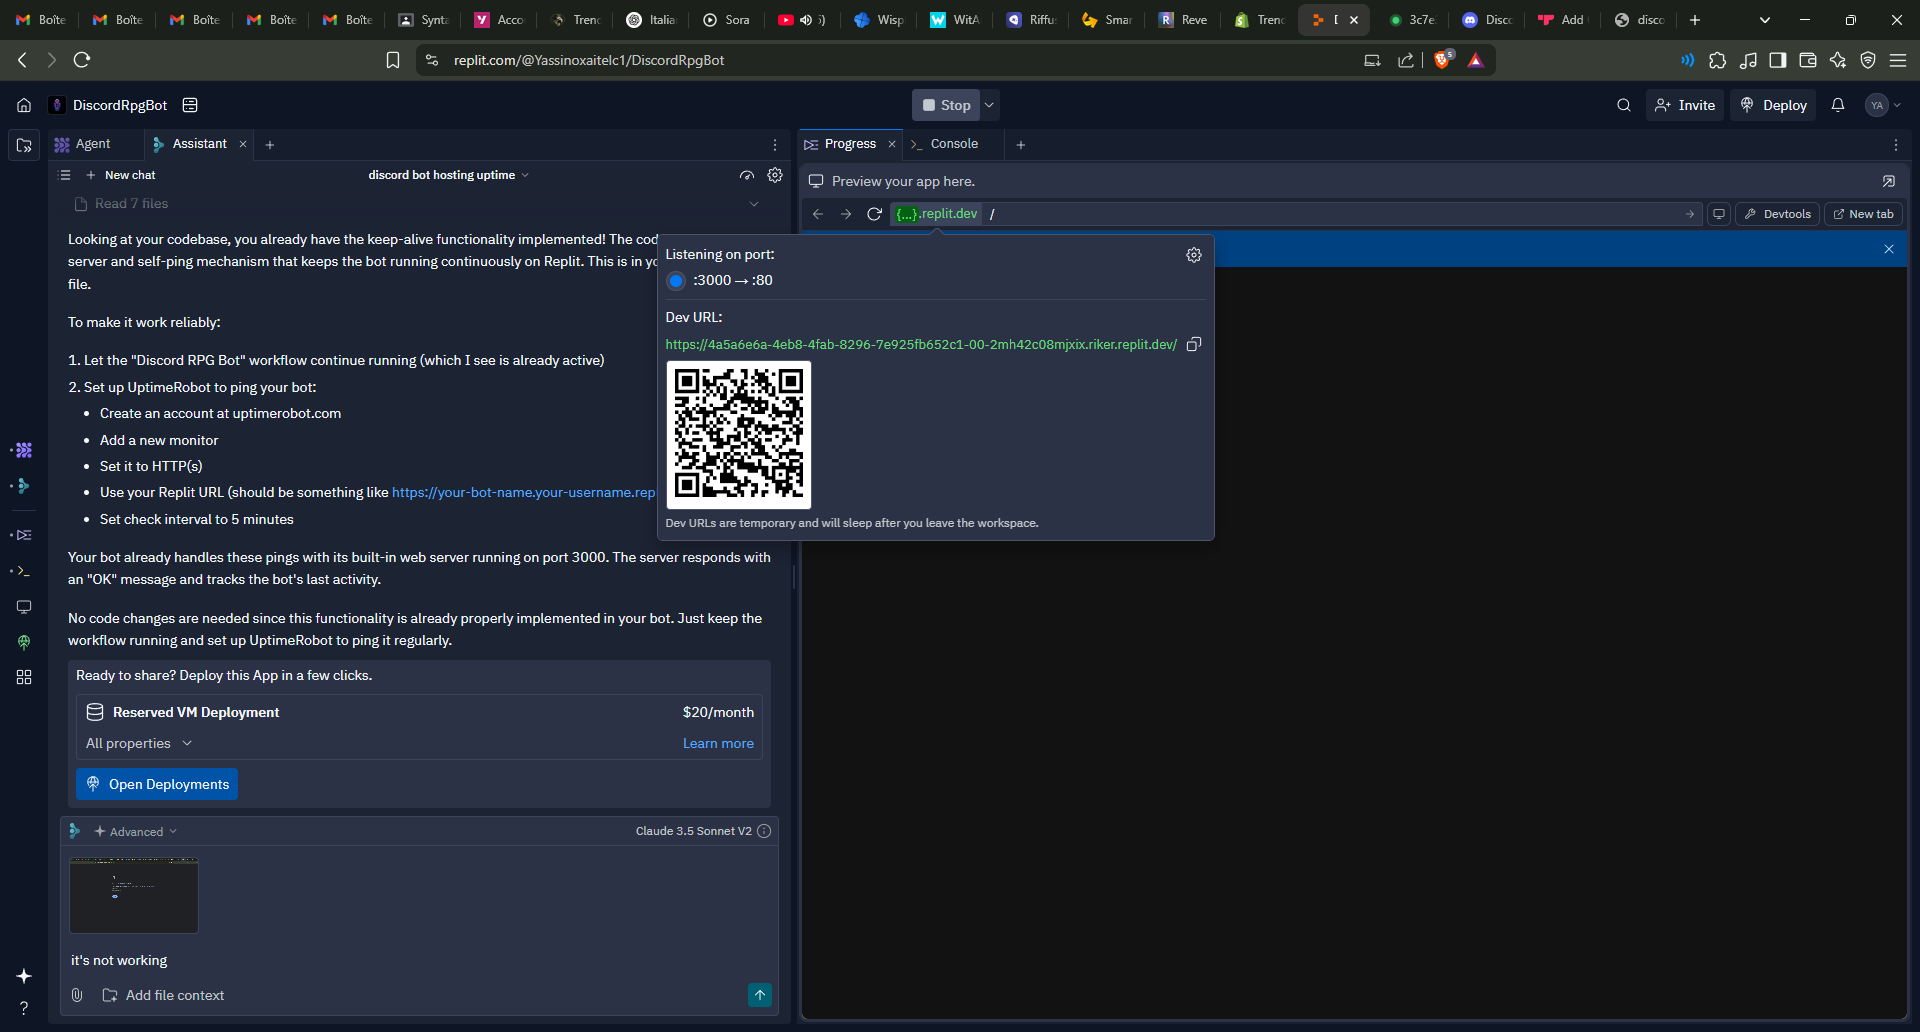 Boîte
Boîte
Boîte
Boîte
Boîte
Synta
Acco
Trenc
Italia
Sora
Wisp
WitA
Riffu
Smar
Reve
Trenc
3c7e
Disco
Add
disco
replit.com/@Yassinoxaitelc1/DiscordRpgBot
5
DiscordRpgBot
Stop
Invite
Deploy
YA
Agent
Assistant
Progress
Console
New chat
discord bot hosting uptime
Preview your app here.
Read 7 files
{...}.replit.dev /
Devtools
New tab
Looking at your codebase, you already have the keep-alive functionality implemented! The cod
server and self-ping mechanism that keeps the bot running continuously on Replit. This is in yo
file.
Listening on port:
:3000 → :80
Dev URL:
https://4a5a6e6a-4eb8-4fab-8296-7e925fb652c1-00-2mh42c08mjxix.riker.replit.dev/
Dev URLs are temporary and will sleep after you leave the workspace.
To make it work reliably:
1. Let the "Discord RPG Bot" workflow continue running (which I see is already active)
2. Set up UptimeRobot to ping your bot:
• Create an account at uptimerobot.com
• Add a new monitor
• Set it to HTTP(s)
• Use your Replit URL (should be something like https://your-bot-name.your-username.rep
• Set check interval to 5 minutes
Your bot already handles these pings with its built-in web server running on port 3000. The server responds with
an "OK" message and tracks the bot's last activity.
No code changes are needed since this functionality is already properly implemented in your bot. Just keep the
workflow running and set up UptimeRobot to ping it regularly.
Ready to share? Deploy this App in a few clicks.
Reserved VM Deployment
$20/month
All properties
Learn more
Open Deployments
Advanced
Claude 3.5 Sonnet V2
it's not working
Add file context